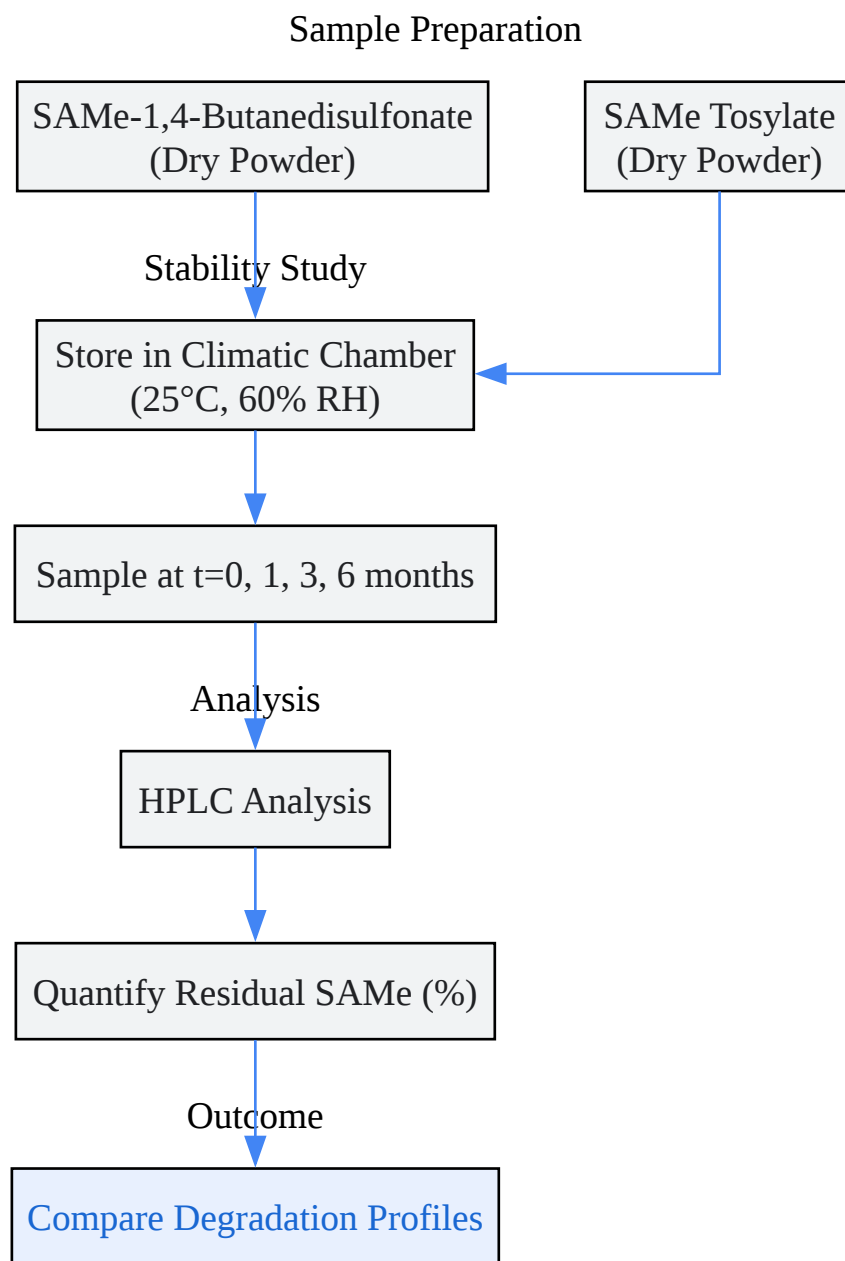 Sample Preparation
SAMe-1,4-Butanedisulfonate
(Dry Powder)
SAMe Tosylate
(Dry Powder)
Stability Study
Store in Climatic Chamber
(25°C, 60% RH)
Sample at t=0, 1, 3, 6 months
Analysis
HPLC Analysis
Quantify Residual SAMe (%)
Outcome
Compare Degradation Profiles